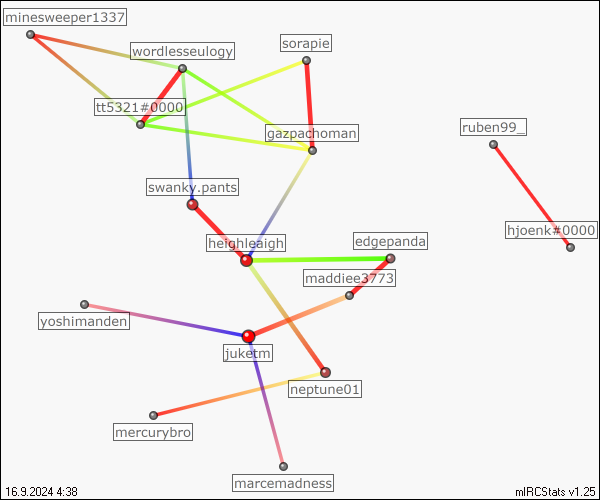 minesweeper1337
sorapie
wordlesseulogy
tt5321#0000
ruben99_
gazpachoman
swanky.pants
hjoenk#0000
heighleaigh
edgepanda
maddiee3773
yoshimanden
juketm
neptune01
mercurybro
marcemadness
16.9.2024 4:38
mIRCStats v1.25